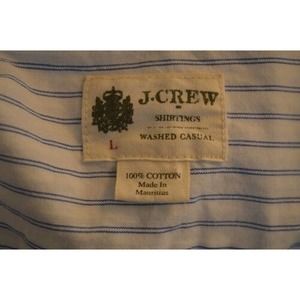 J.CREW
SHIRTINGS
WASHED CASUAL
L
100% COTTON
Made In
Mauritius